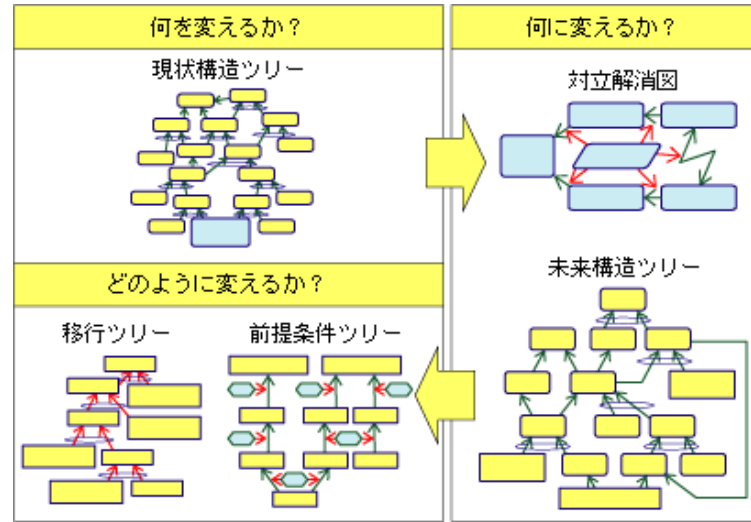 何を変えるか？
現状構造ツリー
何に変えるか？
対立解消図
未来構造ツリー
どのように変えるか？
移行ツリー
前提条件ツリー